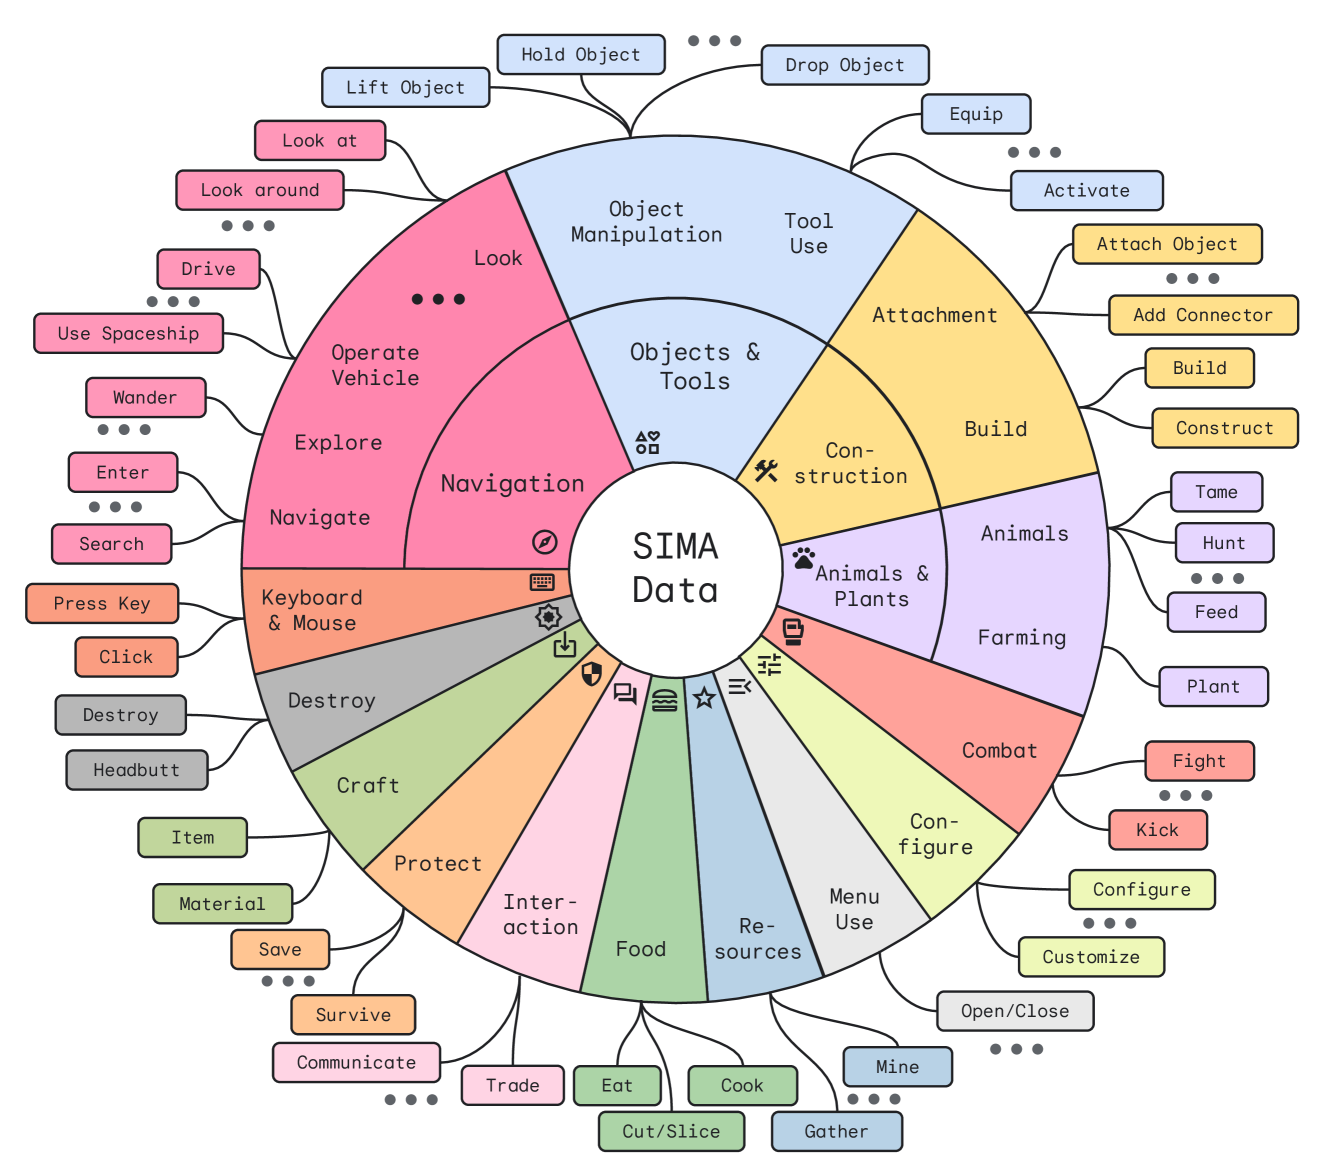 Hold Object
Drop Object
Lift Object
Equip
Look at
Look around
Activate
Object
Manipulation
Tool
Use
Attach Object
Look
Drive
Add Connector
Attachment
Use Spaceship
Operate
Vehicle
Objects &
Tools
Build
Wander
Explore
Build
Construct
Con-
struction
Enter
Navigation
Tame
Navigate
Search
SIMA
Data
Animals
Hunt
Animals &
Plants
Feed
Press Key
Keyboard
& Mouse
Click
Farming
Plant
Destroy
Destroy
Headbutt
Combat
Fight
Craft
Kick
Item
Con-
figure
Protect
Material
Configure
Inter-
action
Menu
Use
Save
Food
Re-
sources
Customize
Survive
Open/Close
Communicate
Trade
Eat
Cook
Mine
Cut/Slice
Gather